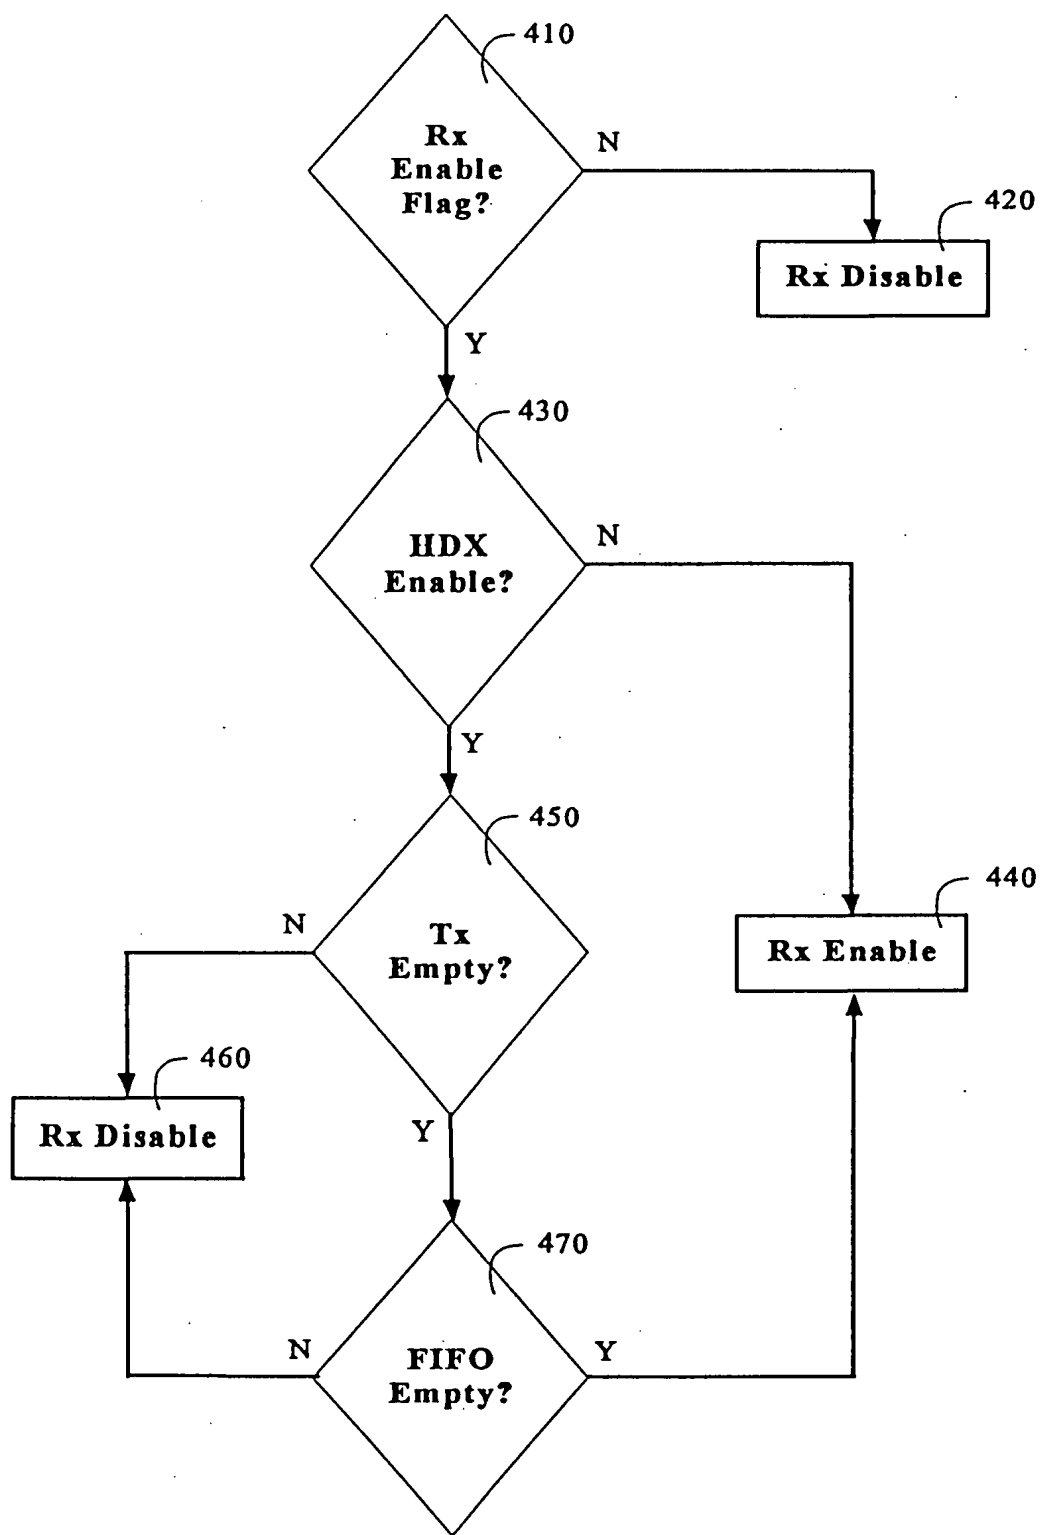 410
Rx
Enable
Flag?
N
420
Rx Disable
Y
430
HDX
Enable?
N
Y
450
Tx
Empty?
N
440
Rx Enable
460
Rx Disable
Y
470
FIFO
Empty?
N
Y